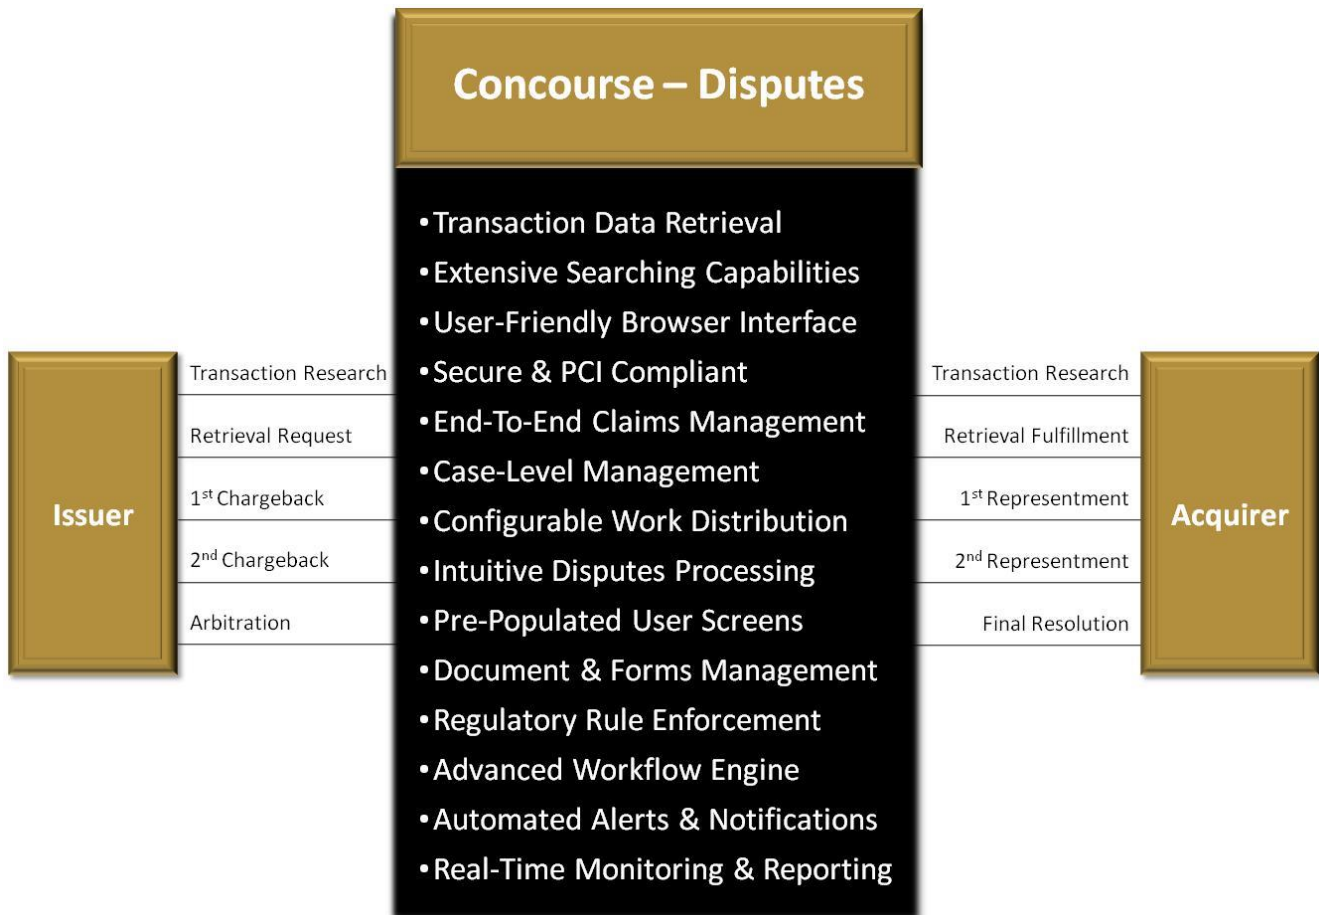 Concourse – Disputes
•Transaction Data Retrieval
•Extensive Searching Capabilities
•User-Friendly Browser Interface
•Secure & PCI Compliant
•End-To-End Claims Management
•Case-Level Management
•Configurable Work Distribution
•Intuitive Disputes Processing
•Pre-Populated User Screens
•Document & Forms Management
•Regulatory Rule Enforcement
•Advanced Workflow Engine
•Automated Alerts & Notifications
•Real-Time Monitoring & Reporting
Issuer
Transaction Research
Retrieval Request
1st Chargeback
2nd Chargeback
Arbitration
Transaction Research
Retrieval Fulfillment
1st Representment
2nd Representment
Final Resolution
Acquirer